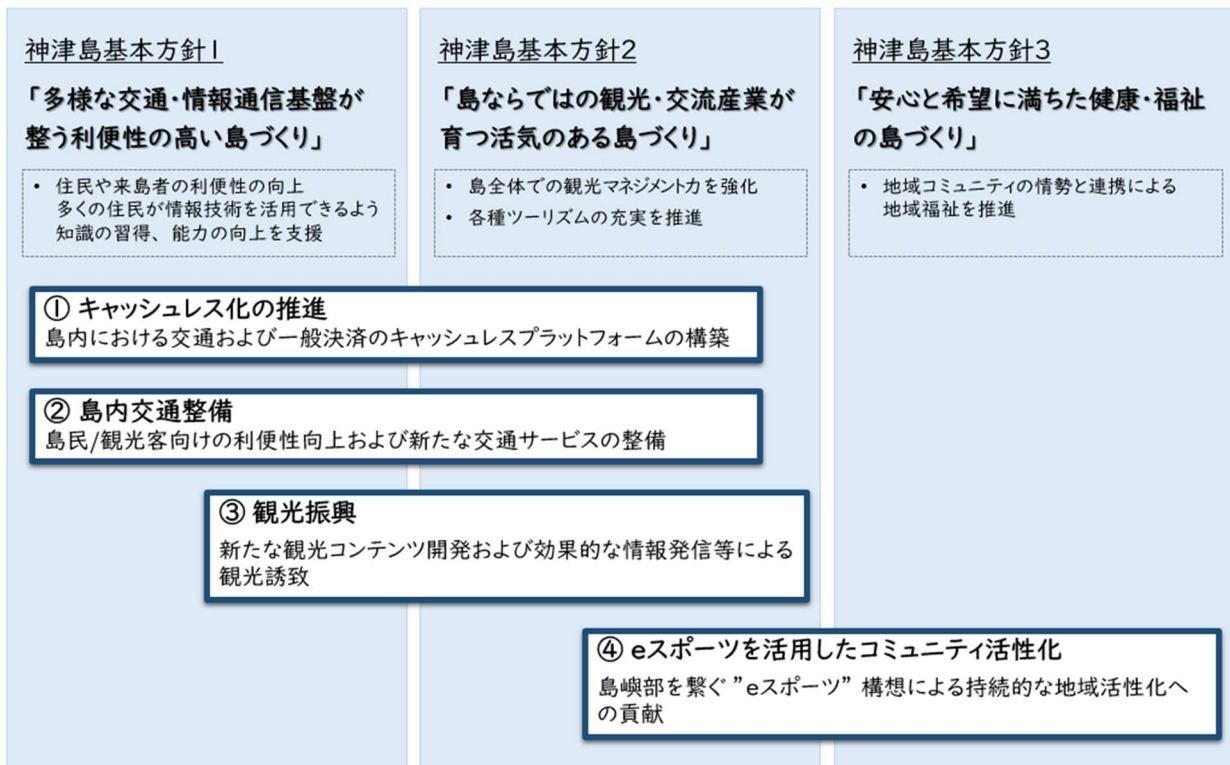 神津島基本方針1
「多様な交通・情報通信基盤が
整う利便性の高い島づくり」
• 住民や来島者の利便性の向上
多くの住民が情報技術を活用できるよう
知識の習得、能力の向上を支援
神津島基本方針2
「島ならではの観光・交流産業が
育つ活気のある島づくり」
• 島全体での観光マネジメント力を強化
• 各種ツーリズムの充実を推進
神津島基本方針3
「安心と希望に満ちた健康・福祉
の島づくり」
• 地域コミュニティの情勢と連携による
地域福祉を推進
① キャッシュレス化の推進
島内における交通および一般決済のキャッシュレスプラットフォームの構築
② 島内交通整備
島民/観光客向けの利便性向上および新たな交通サービスの整備
③ 観光振興
新たな観光コンテンツ開発および効果的な情報発信等による
観光誘致
④ eスポーツを活用したコミュニティ活性化
島嶼部を繋ぐ ”eスポーツ” 構想による持続的な地域活性化へ
の貢献